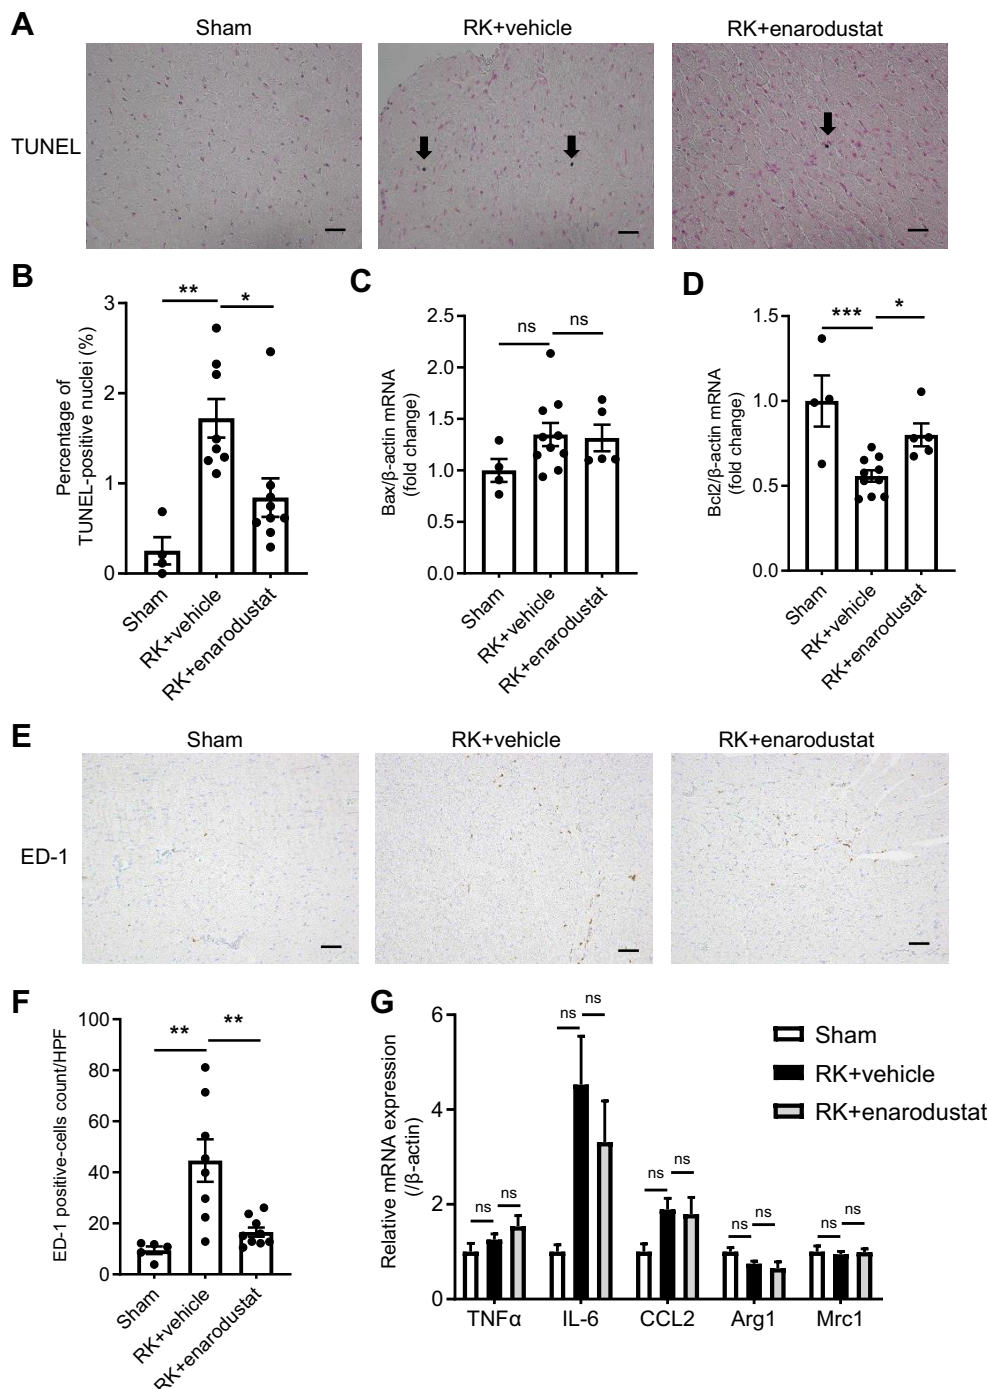 A
Sham
RK+vehicle
RK+enarodustat
TUNEL
B
Percentage of
TUNEL-positive nuclei (%)
3
2
1
0
**
*
Sham
RK+vehicle
RK+enarodustat
C
Bax/β-actin mRNA
(fold change)
2.5
2.0
1.5
1.0
0.5
0.0
ns
ns
Sham
RK+vehicle
RK+enarodustat
D
Bcl2/β-actin mRNA
(fold change)
1.5
1.0
0.5
0.0
***
*
Sham
RK+vehicle
RK+enarodustat
E
Sham
RK+vehicle
RK+enarodustat
ED-1
F
ED-1 positive-cells count/HPF
100
80
60
40
20
0
**
**
Sham
RK+vehicle
RK+enarodustat
G
Relative mRNA expression
(/β-actin)
6
4
2
0
ns
ns
ns
ns
ns
ns
ns
ns
ns
ns
TNFα
IL-6
CCL2
Arg1
Mrc1
Sham
RK+vehicle
RK+enarodustat